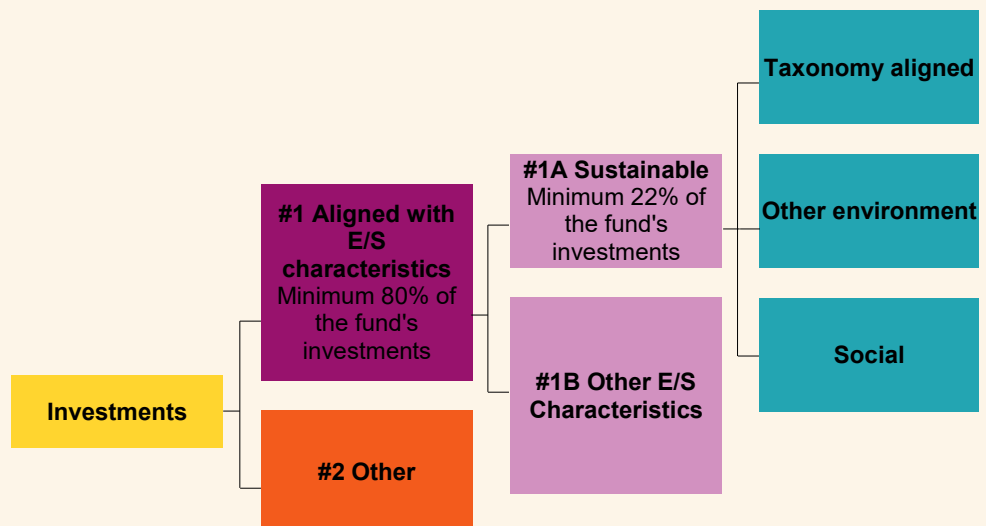 Investments
#1 Aligned with
E/S
characteristics
Minimum 80% of
the fund's
investments
#2 Other
#1A Sustainable
Minimum 22% of
the fund's
investments
#1B Other E/S
Characteristics
Taxonomy aligned
Other environment
Social